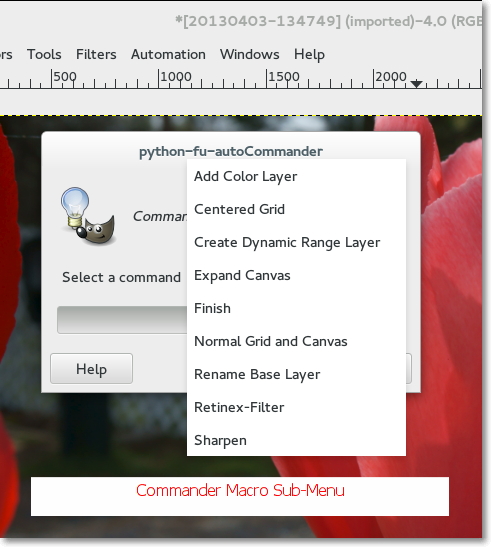 *[20130403-134749] (imported)-4.0 (RGB
Tools Filters Automation Windows Help
500 1000 1500 2000
python-fu-autoCommander
Add Color Layer
Centered Grid
Create Dynamic Range Layer
Select a command
Expand Canvas
Finish
Normal Grid and Canvas
Help
Rename Base Layer
Retinex-Filter
Sharpen
Commander Macro Sub-Menu